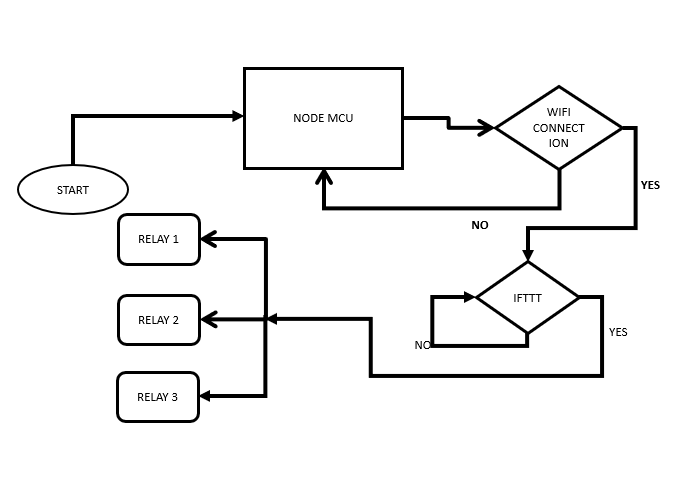 NODE MCU
WIFI
CONNECT
ION
START
YES
NO
RELAY 1
RELAY 2
IFTTT
YES
NO
RELAY 3